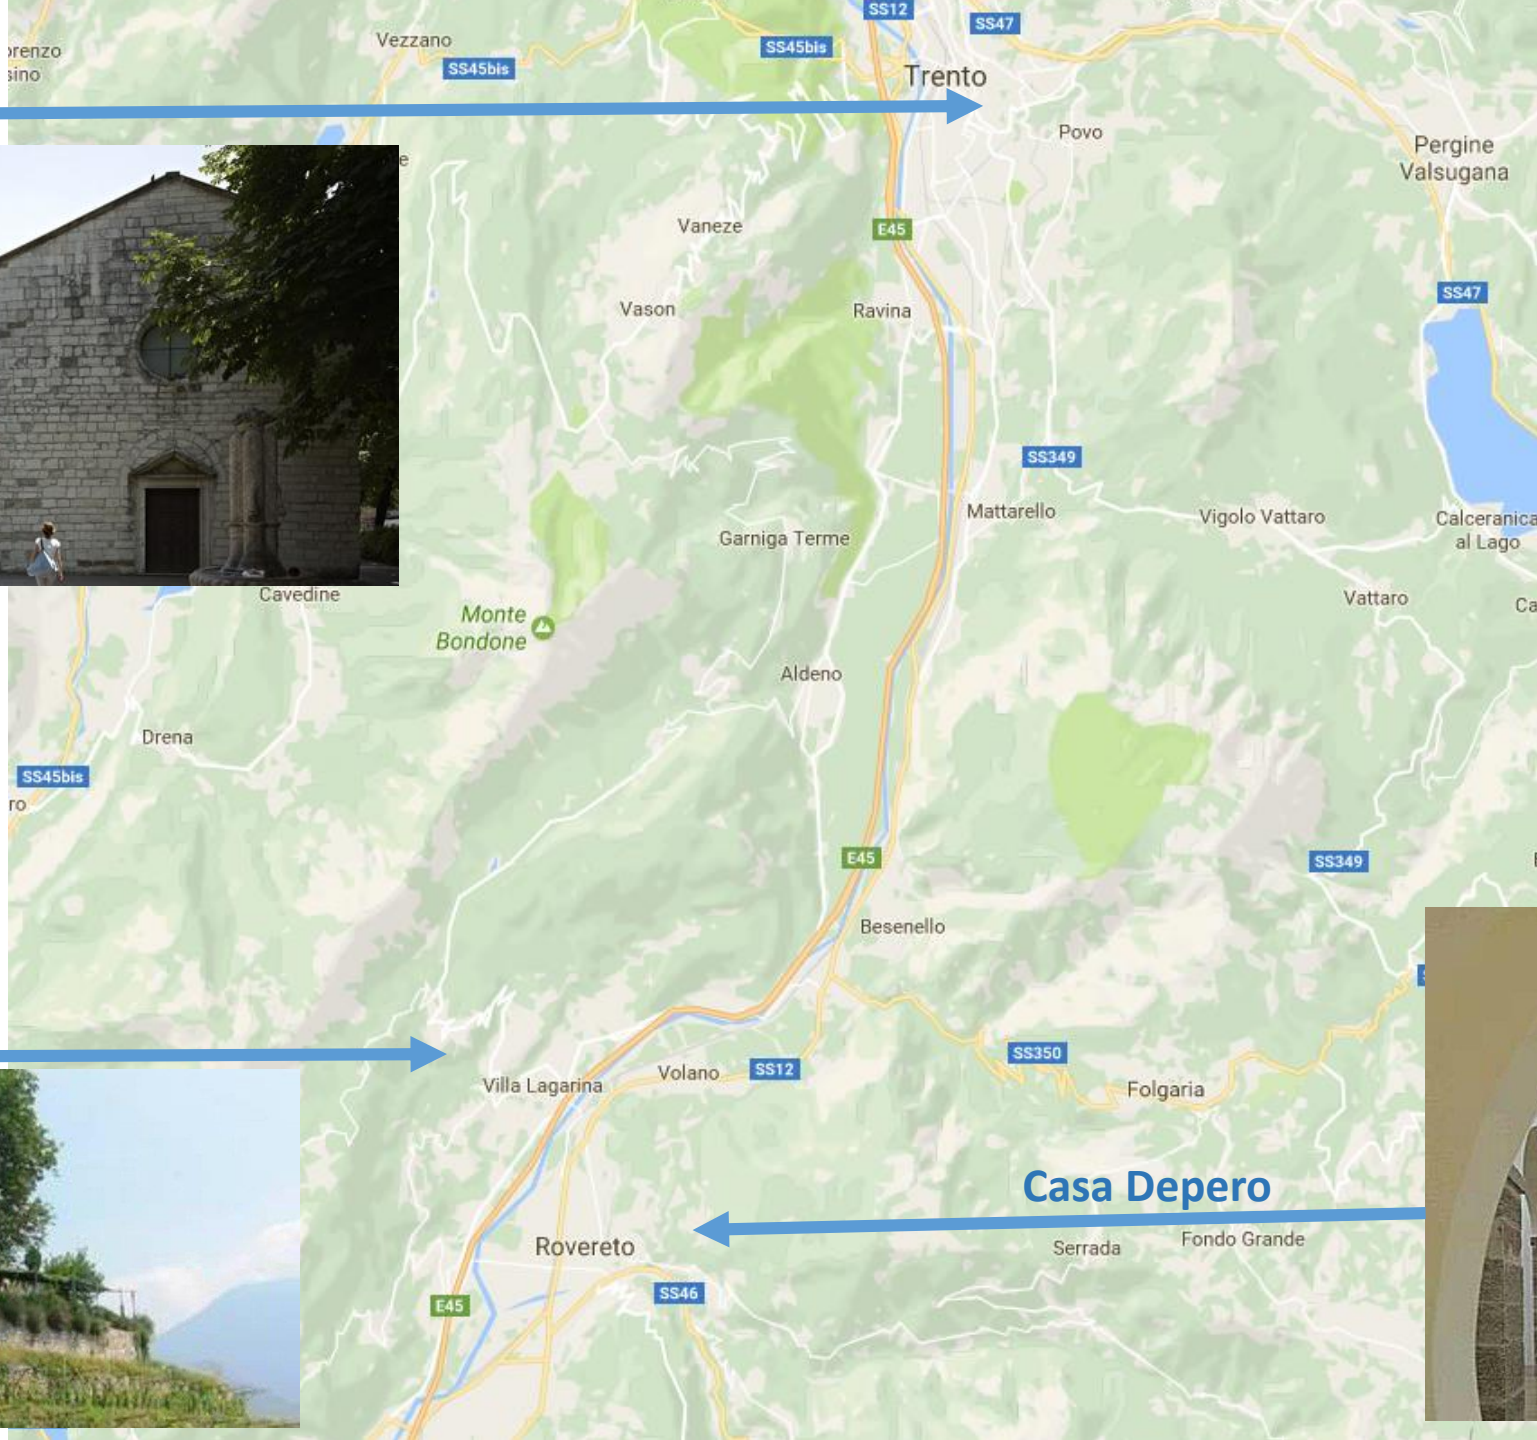 SS12
SS47
orenzo
sino
Vezzano
SS45bis
SS45bis
Trento
Povo
Pergine
Valsugana
e
Vaneze
E45
Vason
Ravina
SS47
SS349
Mattarello
Vigolo Vattaro
Calceranica
al Lago
Garniga Terme
Cavedine
Monte
Bondone
Vattaro
Ca
Aldeno
Drena
SS45bis
ro
E45
SS349
Besenello
SS350
Villa Lagarina
Volano
SS12
Folgaria
Casa Depero
Rovereto
Serrada
Fondo Grande
SS46
E45